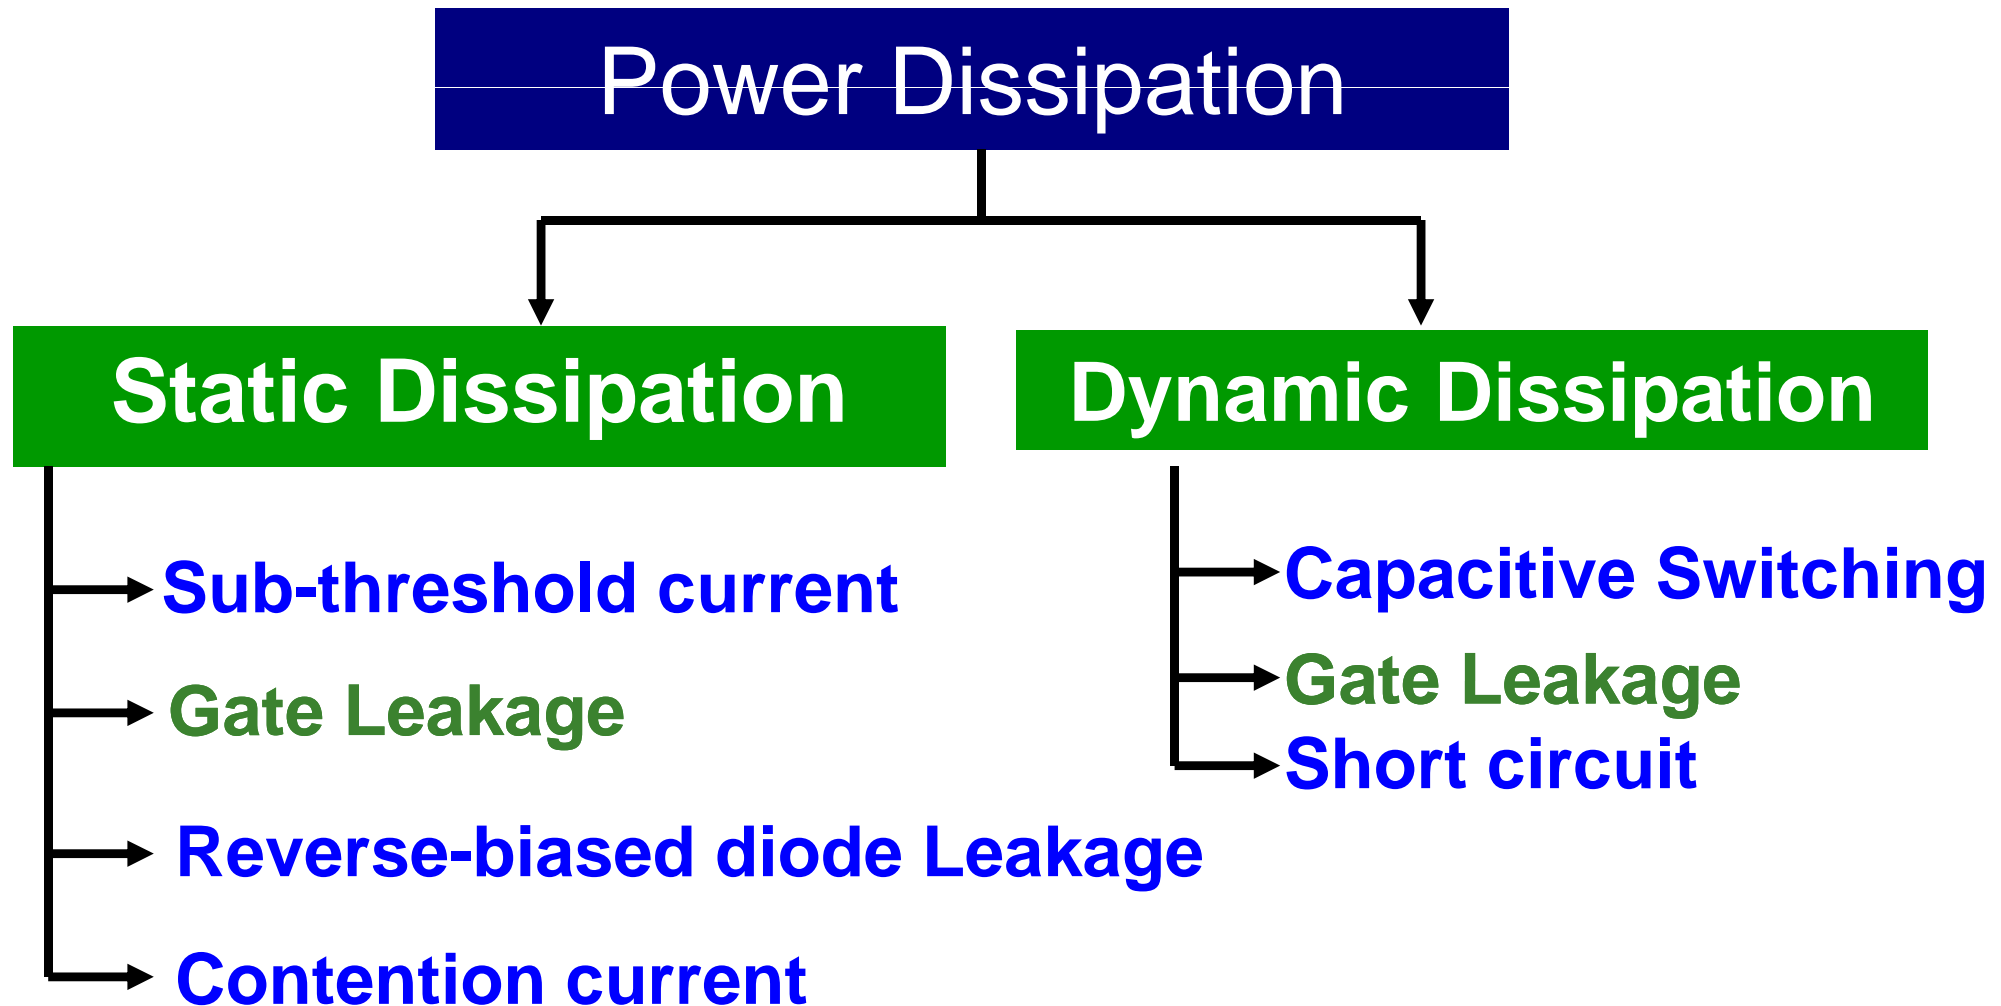 Power Dissipation
Static Dissipation
Sub-threshold current
Gate Leakage
Reverse-biased diode Leakage
Contention current
Dynamic Dissipation
Capacitive Switching
Gate Leakage
Short circuit